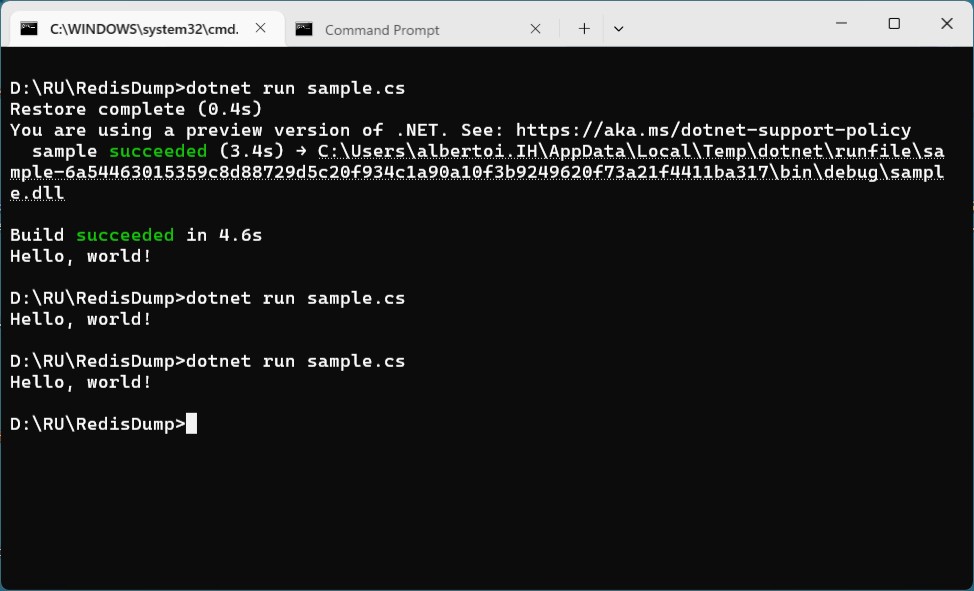 C:\WINDOWS\system32\cmd.
Command Prompt
D:\RU\RedisDump>dotnet run sample.cs
Restore complete (0.4s)
You are using a preview version of .NET. See: https://aka.ms/dotnet-support-policy
  sample succeeded (3.4s) → C:\Users\albertoi.IH\AppData\Local\Temp\dotnet\runfile\sa
mple-6a54463015359c8d88729d5c20f934c1a90a10f3b9249620f73a21f4411ba317\bin\debug\sampl
e.dll
Build succeeded in 4.6s
Hello, world!
D:\RU\RedisDump>dotnet run sample.cs
Hello, world!
D:\RU\RedisDump>dotnet run sample.cs
Hello, world!
D:\RU\RedisDump>